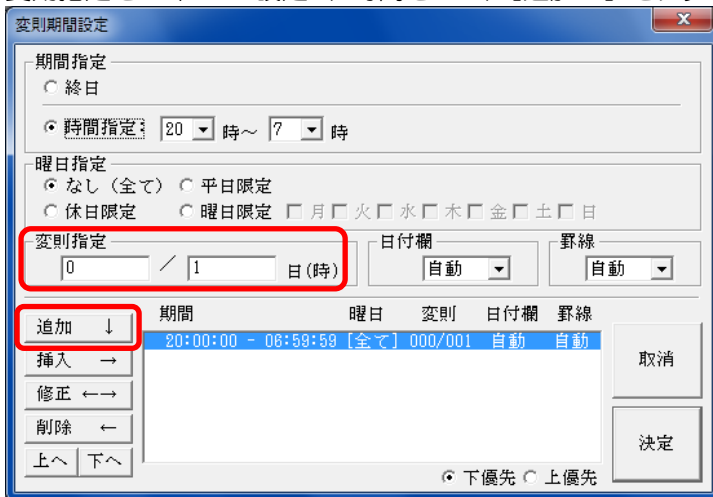 変則期間設定
期間指定
終日
時間指定: 20 時～ 7 時
曜日指定
なし（全て） 平日限定
休日限定 曜日限定 月 火 水 木 金 土 日
変則指定 日付欄 罫線
0 / 1 日(時) 自動 自動
追加 ↓ 期間 曜日 変則 日付欄 罫線
20:00:00 - 06:59:59 [全て] 000/001 自動 自動
挿入 → 取消
修正 ←→
削除 ← 決定
上へ 下へ
下優先 上優先